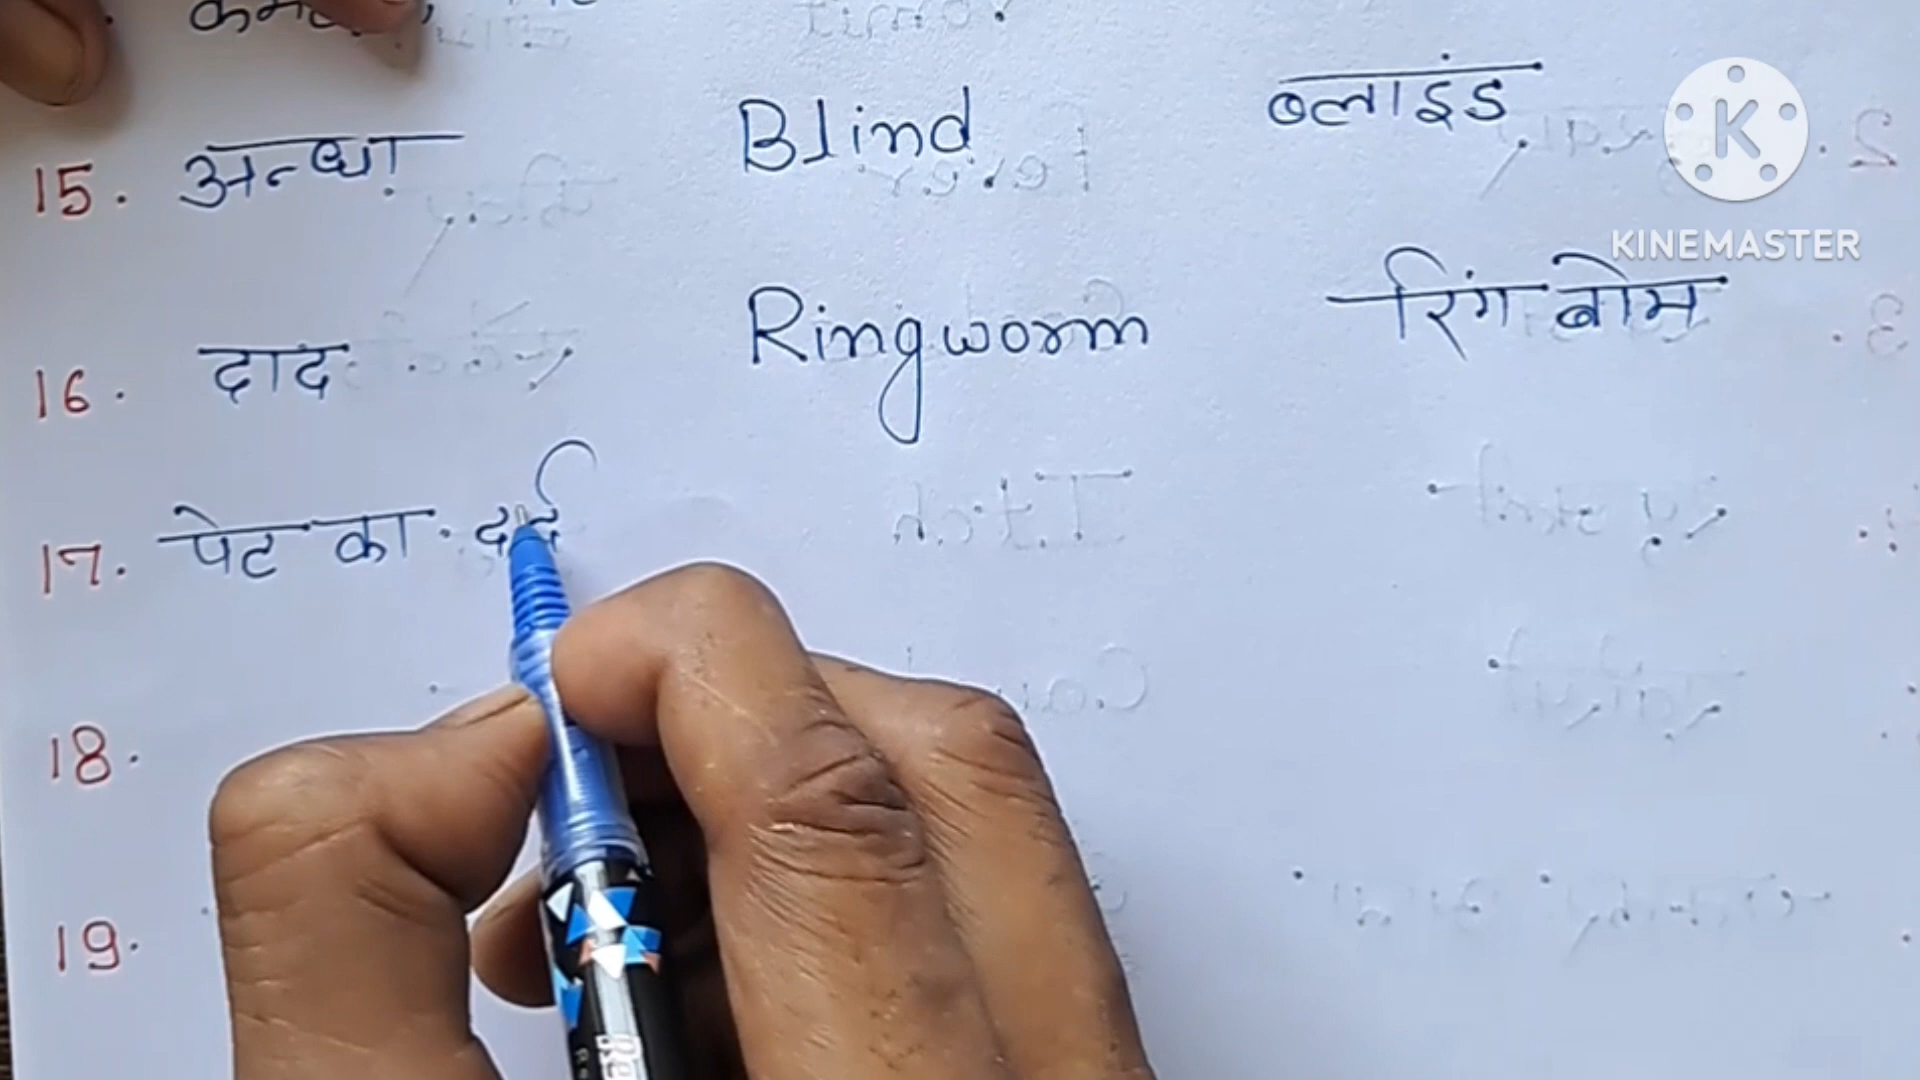 15. अन्धा Blind ब्लाइंड
K
KINEMASTER
16. दाद Ringworm रिंग बोम
17. पेट का दर्द
18.
19.